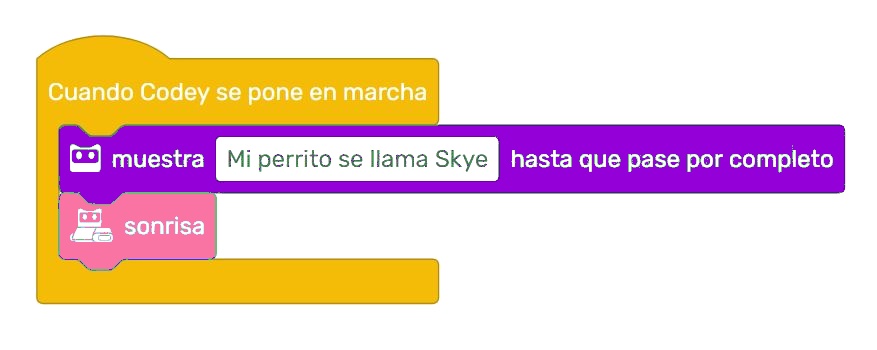 Cuando Codey se pone en marcha
muestra Mi perrito se llama Skye hasta que pase por completo
sonrisa